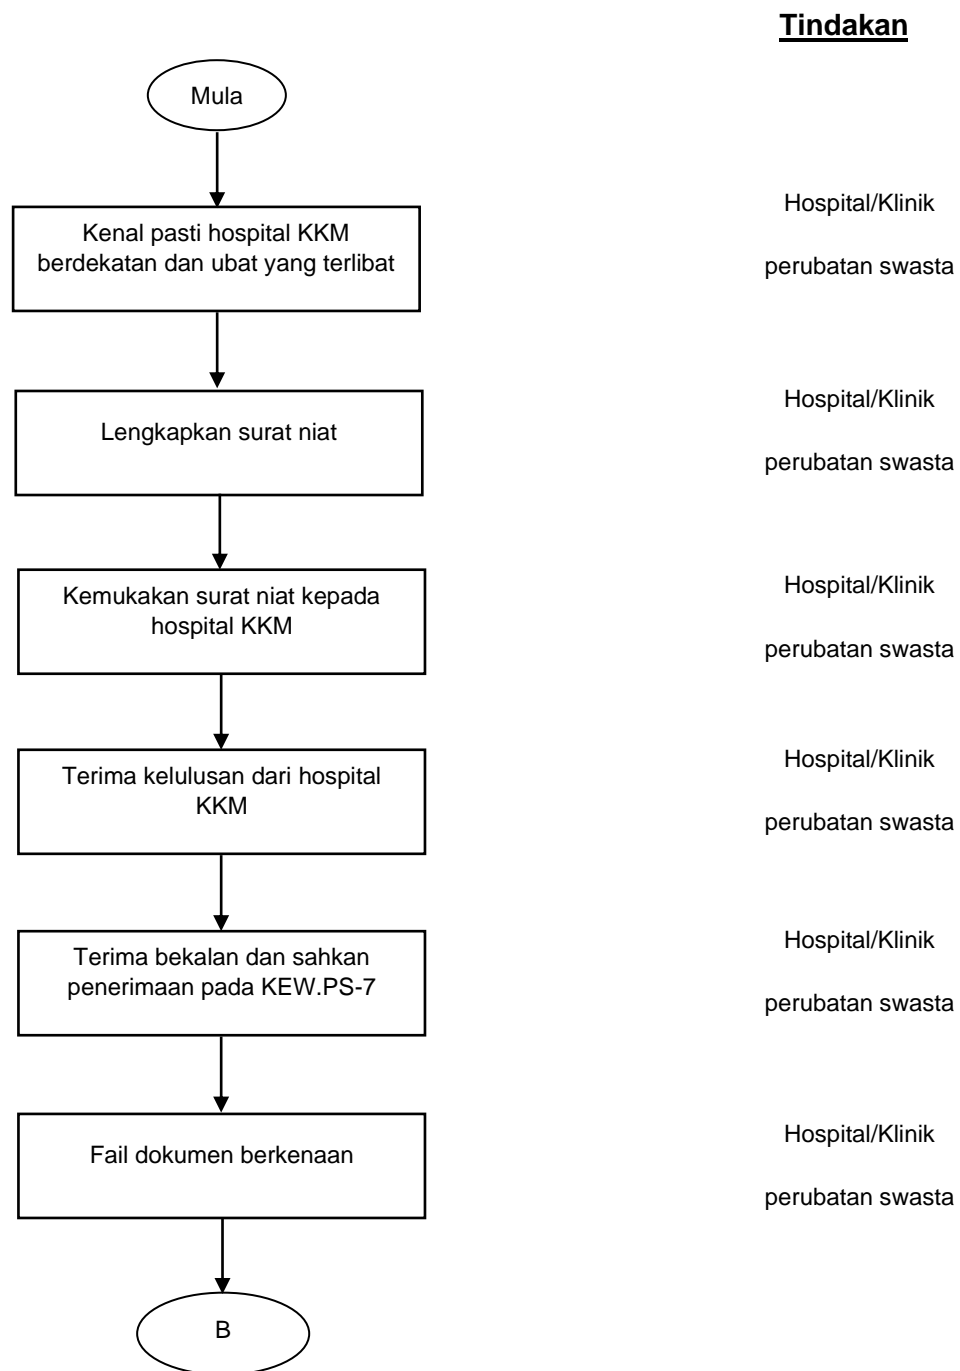 Tindakan
Mula
Hospital/Klinik
Kenal pasti hospital KKM
berdekatan dan ubat yang terlibat
perubatan swasta
Hospital/Klinik
Lengkapkan surat niat
perubatan swasta
Hospital/Klinik
Kemukakan surat niat kepada
hospital KKM
perubatan swasta
Hospital/Klinik
Terima kelulusan dari hospital
KKM
perubatan swasta
Hospital/Klinik
Terima bekalan dan sahkan
penerimaan pada KEW.PS-7
perubatan swasta
Hospital/Klinik
Fail dokumen berkenaan
perubatan swasta
B